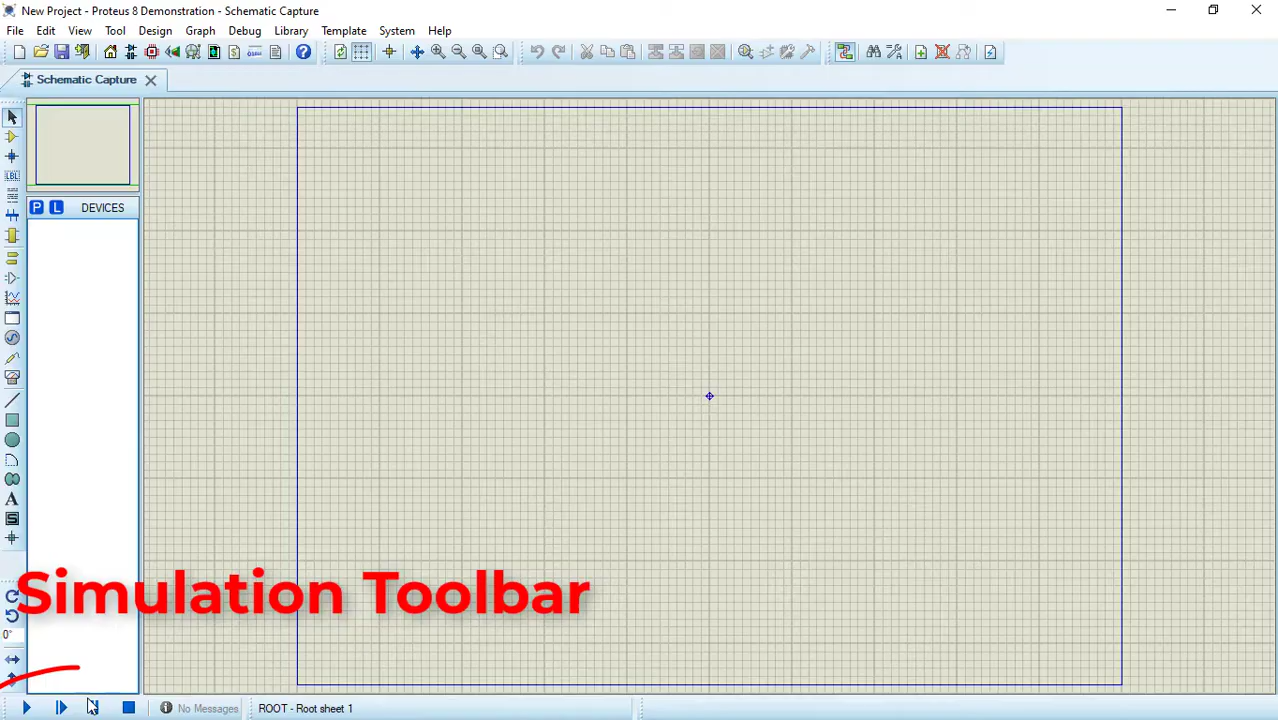 New Project - Proteus 8 Demonstration - Schematic Capture
File Edit View Tool Design Graph Debug Library Template System Help
Schematic Capture
P L DEVICES
LBL
A
S
Simulation Toolbar
0°
No Messages ROOT - Root sheet 1